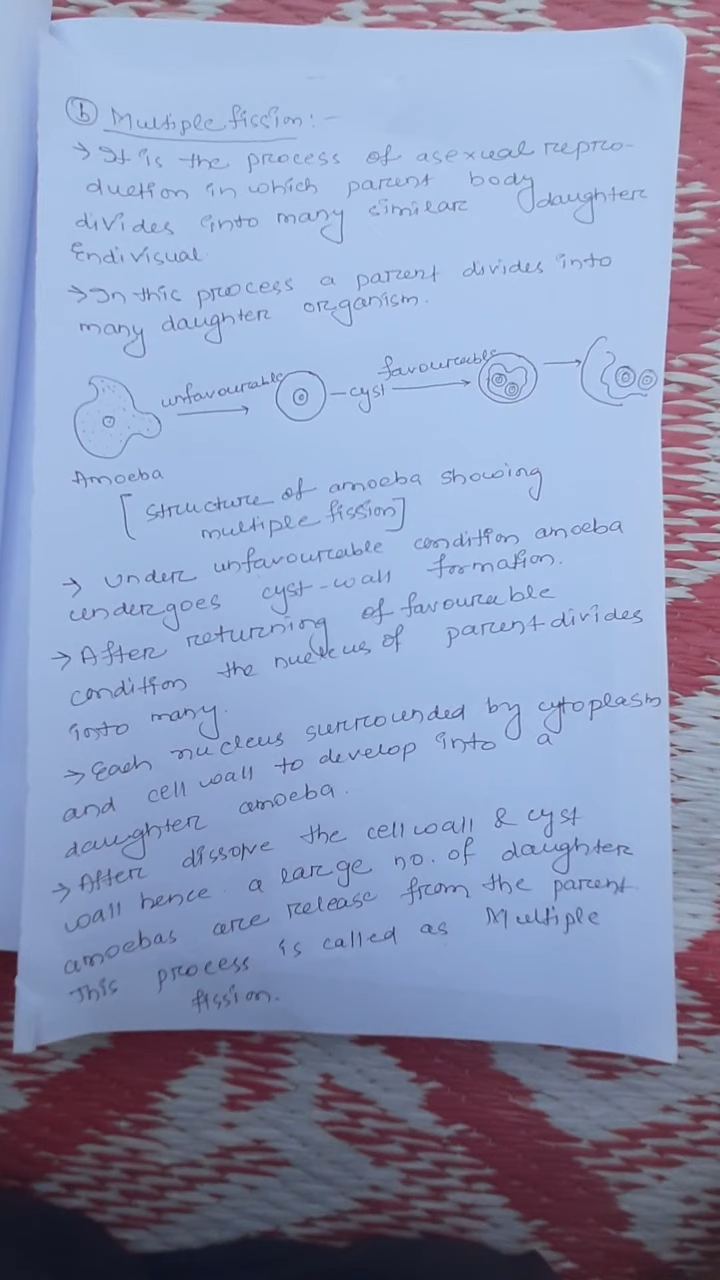 (b) Multiple fission:-
→ It is the process of asexual repro-
duction in which parent body
divides into many similar daughter
Endivisual.
→ In this process a parent divides into
many daughter organism.
unfavourable cyst favourable
Amoeba
[Structure of amoeba showing
multiple fission]
→ under unfavourable condition amoeba
undergoes cyst-wall formation.
→ After returning of favourable
condition the nucleus of parent divides
into many.
→ Each nucleus surrounded by cytoplasm
and cell wall to develop into a
daughter amoeba.
→ After dissolve the cell wall & cyst
wall hence a large no. of daughter
amoebas are release from the parent.
This process is called as Multiple
fission.